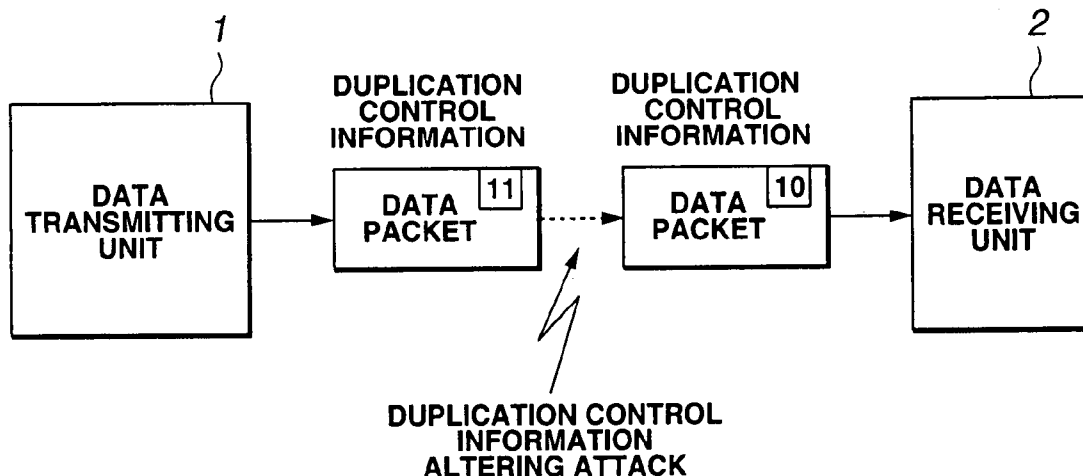 1
2
DUPLICATION
CONTROL
INFORMATION
DUPLICATION
CONTROL
INFORMATION
DATA
TRANSMITTING
UNIT
11
DATA
PACKET
10
DATA
PACKET
DATA
RECEIVING
UNIT
DUPLICATION CONTROL
INFORMATION
ALTERING ATTACK